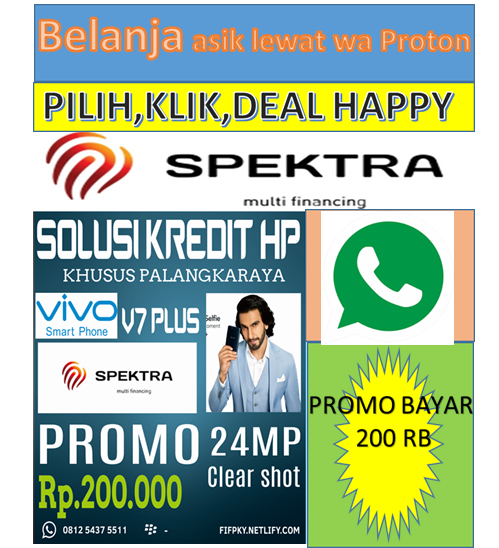 Belanja asik lewat wa Proton
PILIH,KLIK,DEAL HAPPY
SPEKTRA
multi financing
SOLUSI KREDIT HP
KHUSUS PALANGKARAYA
vivo
Smart Phone
V7 PLUS
Selfie
SPEKTRA
multi financing
PROMO
24MP
Clear shot
Rp.200.000
0812 5437 5511
-
FIFPKY.NETLIFY.COM
PROMO BAYAR
200 RB